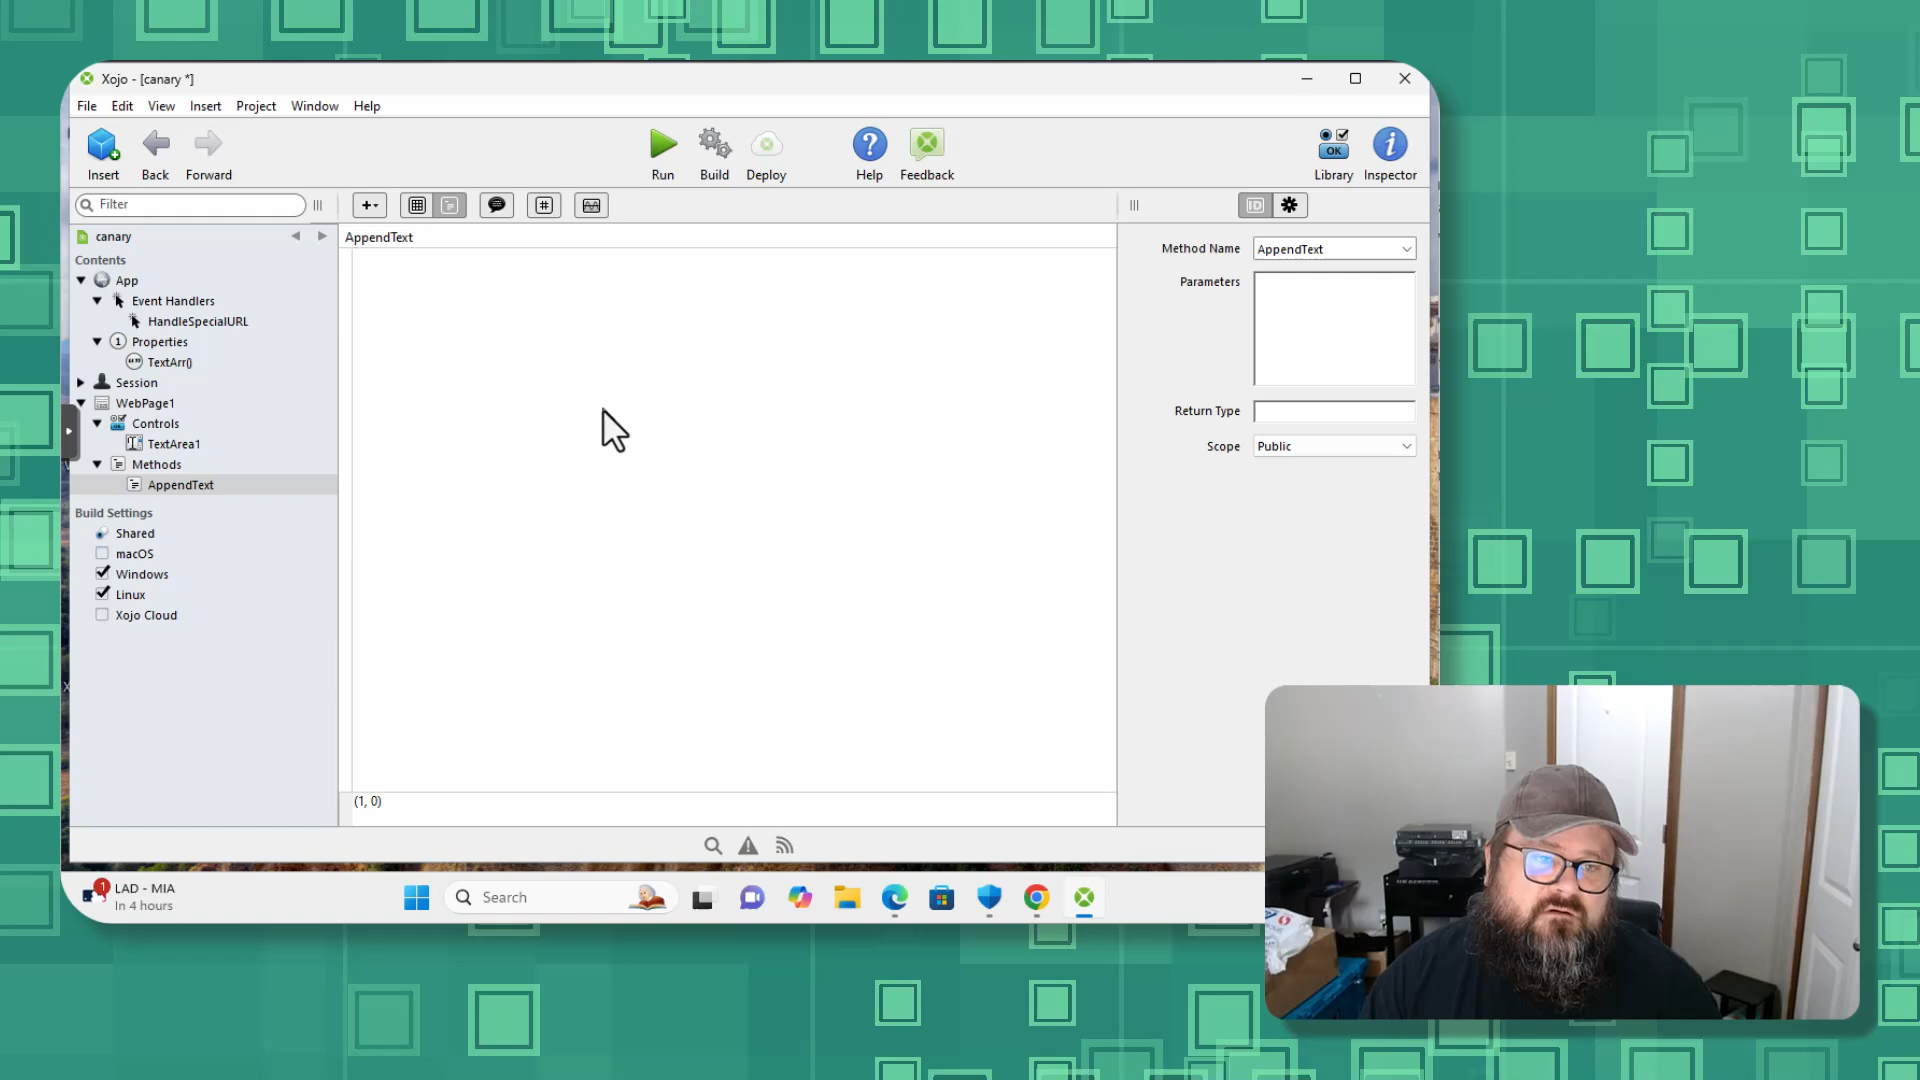 Xojo - [canary *]
File Edit View Insert Project Window Help
Insert Back Forward Run Build Deploy Help Feedback OK Library Inspector
Filter
ID
canary
AppendText
Method Name AppendText
Contents
App
Parameters
Event Handlers
HandleSpecialURL
Properties
TextArr()
Session
WebPage1
Return Type
Controls
TextArea1
Scope Public
Methods
AppendText
Build Settings
Shared
macOS
Windows
Linux
Xojo Cloud
(1, 0)
1
LAD - MIA
In 4 hours
Search